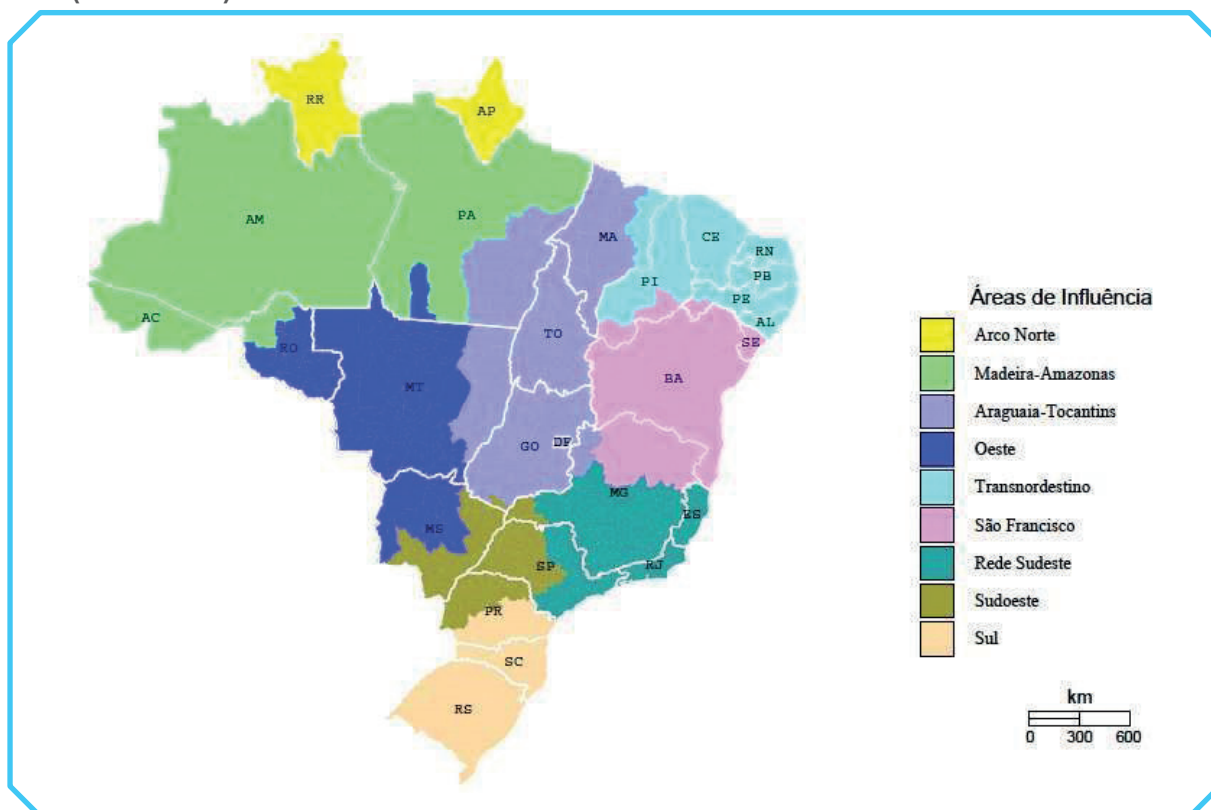 RR
AP
AM
PA
MA
CE
RN
PB
PI
PE
AL
AC
TO
SE
RO
MT
BA
GO
DF
MG
ES
MS
SP
RJ
PR
SC
RS
Áreas de Influência
Arco Norte
Madeira-Amazonas
Araguaia-Tocantins
Oeste
Transnordestino
São Francisco
Rede Sudeste
Sudoeste
Sul
km
0 300 600